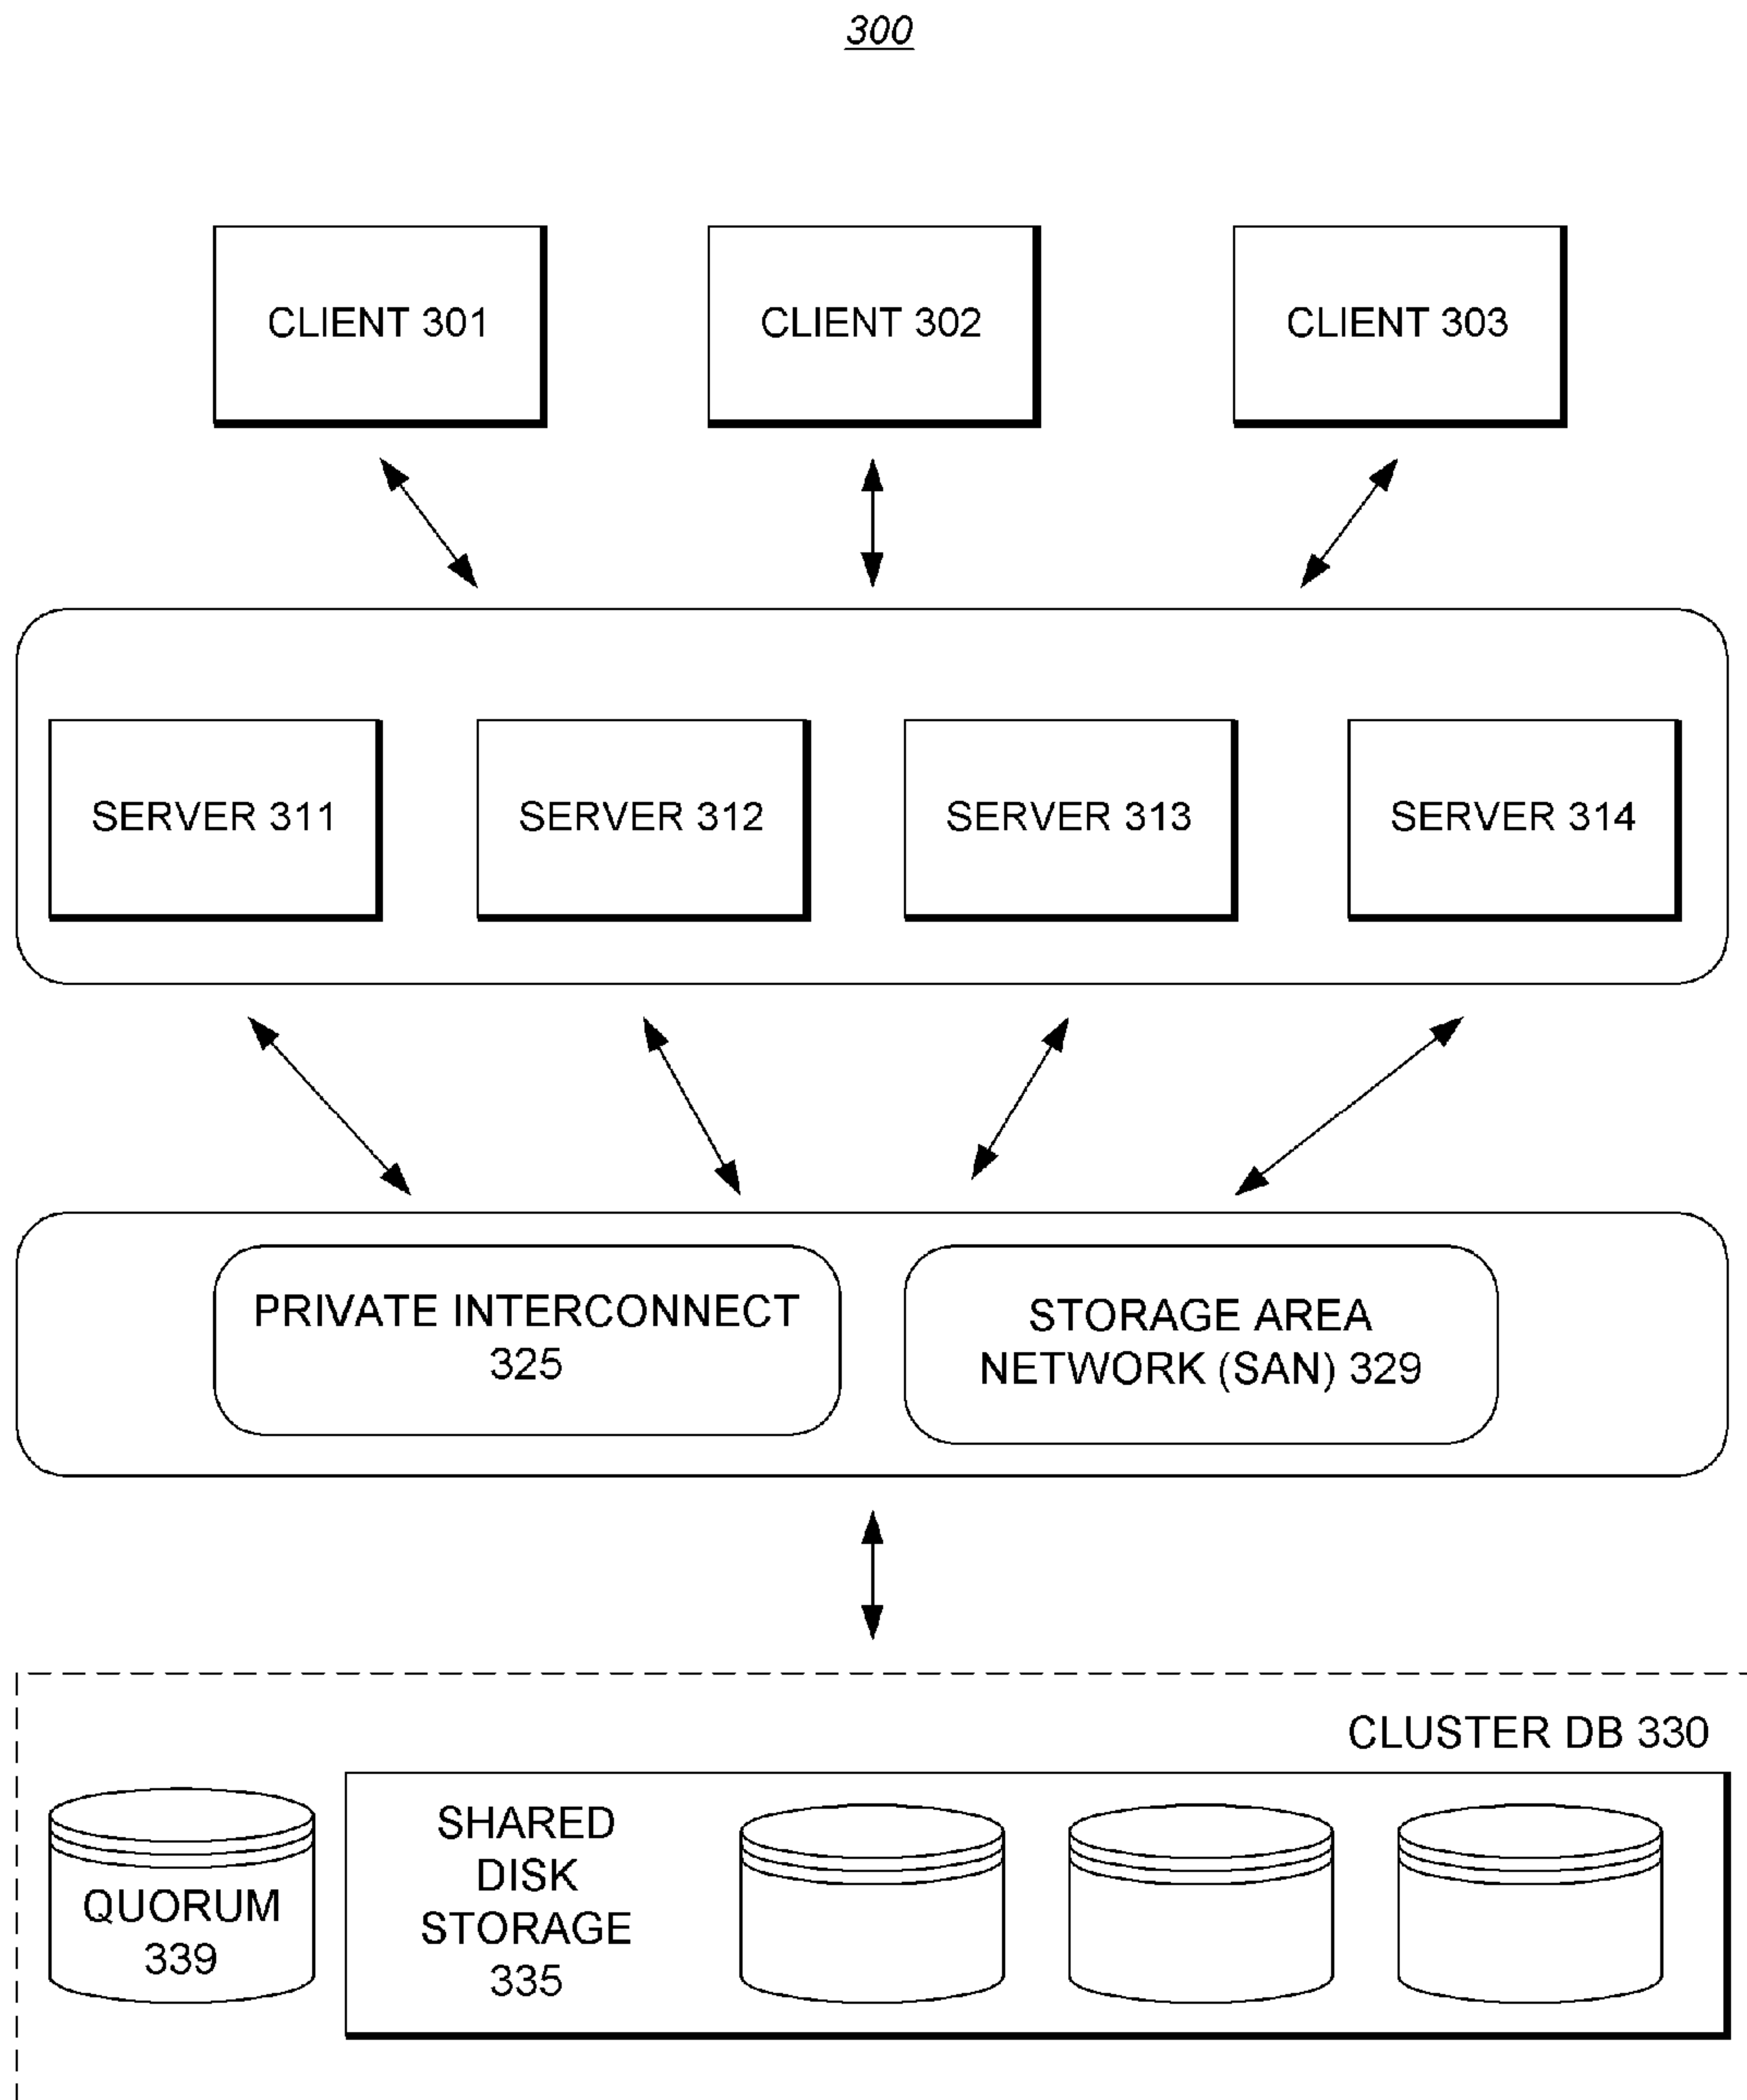 300
CLIENT 301
CLIENT 302
CLIENT 303
SERVER 311
SERVER 312
SERVER 313
SERVER 314
PRIVATE INTERCONNECT
325
STORAGE AREA
NETWORK (SAN) 329
CLUSTER DB 330
QUORUM
339
SHARED
DISK
STORAGE
335